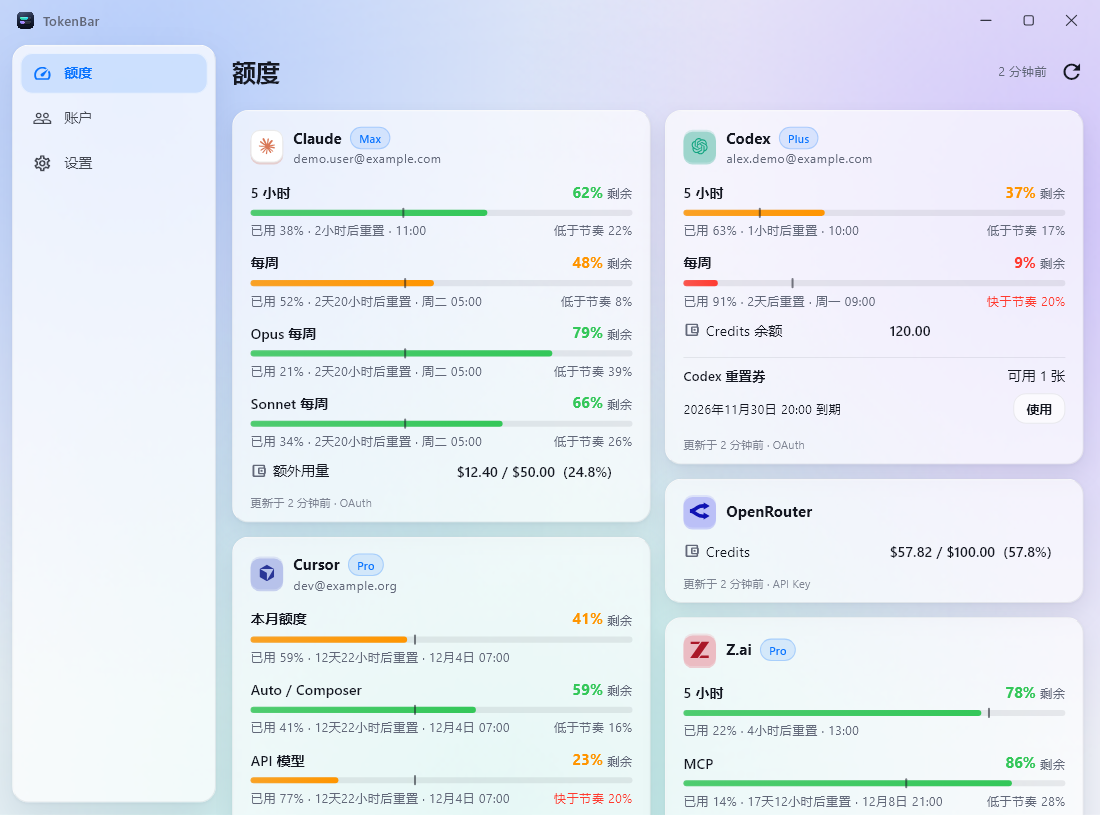 TokenBar
额度
账户
设置
额度
2 分钟前
Claude Max
demo.user@example.com
5 小时 62% 剩余
已用 38% · 2小时后重置 · 11:00 低于节奏 22%
每周 48% 剩余
已用 52% · 2天20小时后重置 · 周二 05:00 低于节奏 8%
Opus 每周 79% 剩余
已用 21% · 2天20小时后重置 · 周二 05:00 低于节奏 39%
Sonnet 每周 66% 剩余
已用 34% · 2天20小时后重置 · 周二 05:00 低于节奏 26%
额外用量 $12.40 / $50.00 (24.8%)
更新于 2 分钟前 · OAuth
Cursor Pro
dev@example.org
本月额度 41% 剩余
已用 59% · 12天22小时后重置 · 12月4日 07:00
Auto / Composer 59% 剩余
已用 41% · 12天22小时后重置 · 12月4日 07:00 低于节奏 16%
API 模型 23% 剩余
已用 77% · 12天22小时后重置 · 12月4日 07:00 快于节奏 20%
Codex Plus
alex.demo@example.com
5 小时 37% 剩余
已用 63% · 1小时后重置 · 10:00 低于节奏 17%
每周 9% 剩余
已用 91% · 2天后重置 · 周一 09:00 快于节奏 20%
Credits 余额 120.00
Codex 重置券 可用 1 张
2026年11月30日 20:00 到期 使用
更新于 2 分钟前 · OAuth
OpenRouter
Credits $57.82 / $100.00 (57.8%)
更新于 2 分钟前 · API Key
Z.ai Pro
5 小时 78% 剩余
已用 22% · 4小时后重置 · 13:00
MCP 86% 剩余
已用 14% · 17天12小时后重置 · 12月8日 21:00 低于节奏 28%